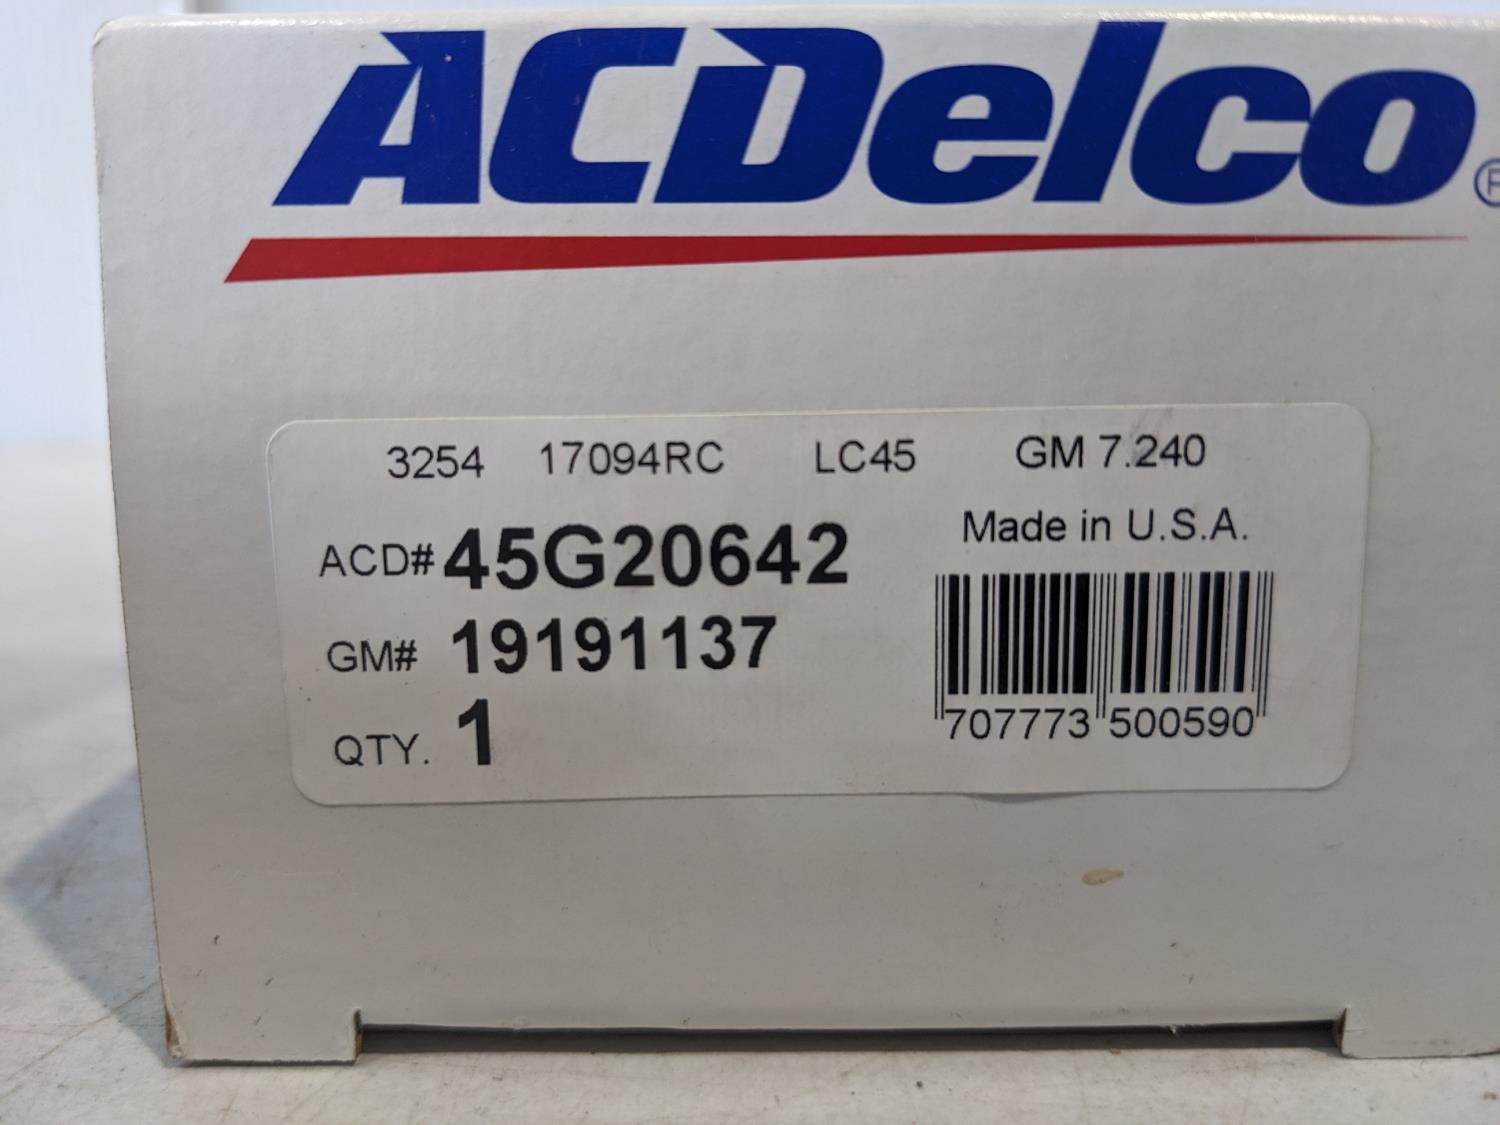 ACDelco®
3254 17094RC LC45 GM 7.240
Made in U.S.A.
ACD# 45G20642
GM# 19191137
QTY. 1
707773 500590